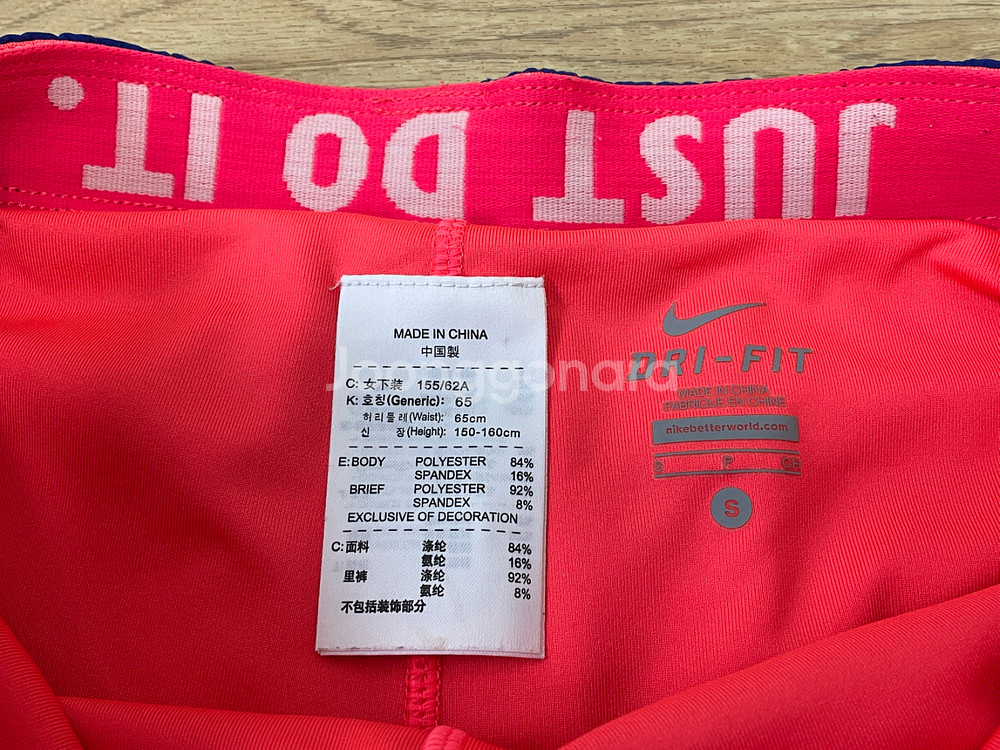 JUST DO IT.
MADE IN CHINA
中国製
C: 女下装 155/62A
K: 호칭(Generic): 65
허리둘레(Waist): 65cm
신 장(Height): 150-160cm
E: BODY POLYESTER 84%
SPANDEX 16%
BRIEF POLYESTER 92%
SPANDEX 8%
EXCLUSIVE OF DECORATION
C: 面料 涤纶 84%
氨纶 16%
里裤 涤纶 92%
氨纶 8%
不包括装饰部分
Joonggonara
DRI-FIT
MADE IN CHINA
FABRIQUE EN CHINE
nikebetterworld.com
S P CH
S